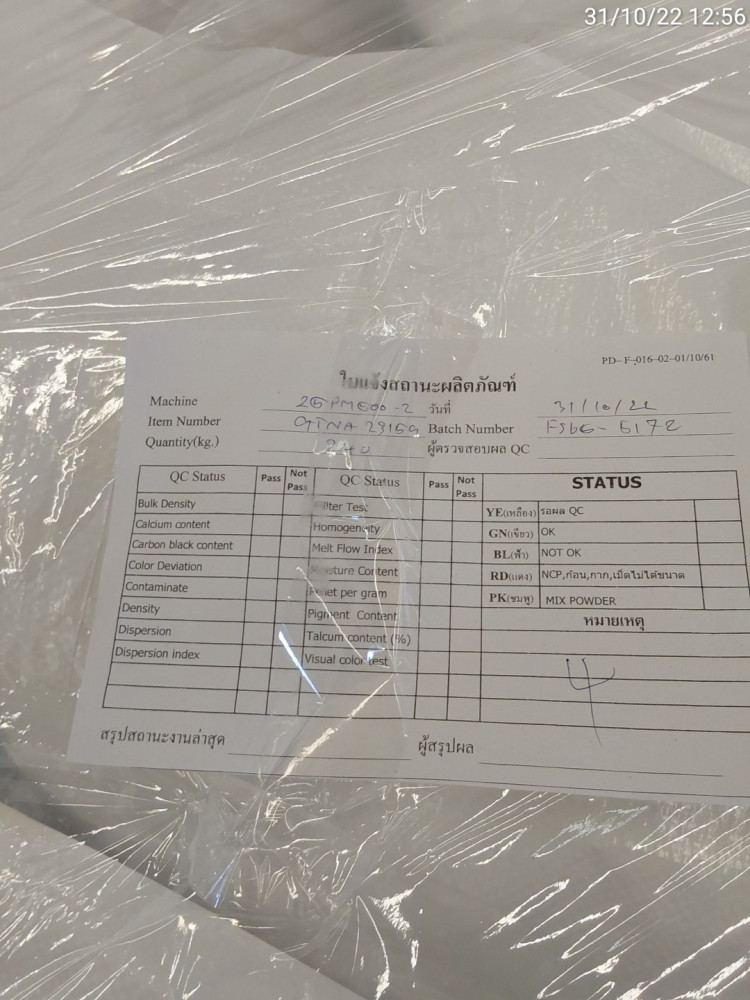 31/10/22 12:56
PD- F-016-02-01/10/61
ใบแจ้งสถานะผลิตภัณฑ์
Machine วันที่ 31/10/22
Item Number Batch Number
Quantity(kg.) 240 ผู้ตรวจสอบผล QC
QC Status Pass Not Pass QC Status Pass Not Pass STATUS
Bulk Density Filter Test YE(เหลือง) รอผล QC
Calcium content Homogenity GN(เขียว) OK
Carbon black content Melt Flow Index BL(ฟ้า) NOT OK
Color Deviation Moisture Content RD(แดง) NCP,ก้อน,กาก,เม็ดไม่ได้ขนาด
Contaminate Pellet per gram PK(ชมพู) MIX POWDER
Density Pigment Content หมายเหตุ
Dispersion Talcum content (%)
Dispersion index Visual color test
4
สรุปสถานะงานล่าสุด ผู้สรุปผล